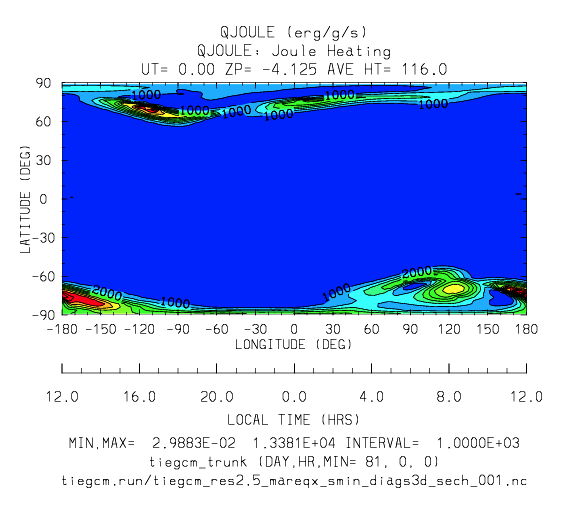 QJOULE (erg/g/s)
QJOULE: Joule Heating
UT= 0.00 ZP= -4.125 AVE HT= 116.0
90
60
30
0
-30
-60
-90
LATITUDE (DEG)
1000
1000
1000
1000
1000
1000
2000
1000
1000
2000
-180 -150 -120 -90 -60 -30 0 30 60 90 120 150 180
LONGITUDE (DEG)
12.0 16.0 20.0 0.0 4.0 8.0 12.0
LOCAL TIME (HRS)
MIN,MAX= 2.9883E-02 1.3381E+04 INTERVAL= 1.0000E+03
tiegcm_trunk (DAY,HR,MIN= 81, 0, 0)
tiegcm.run/tiegcm_res2.5_mareqx_smin_diags3d_sech_001.nc